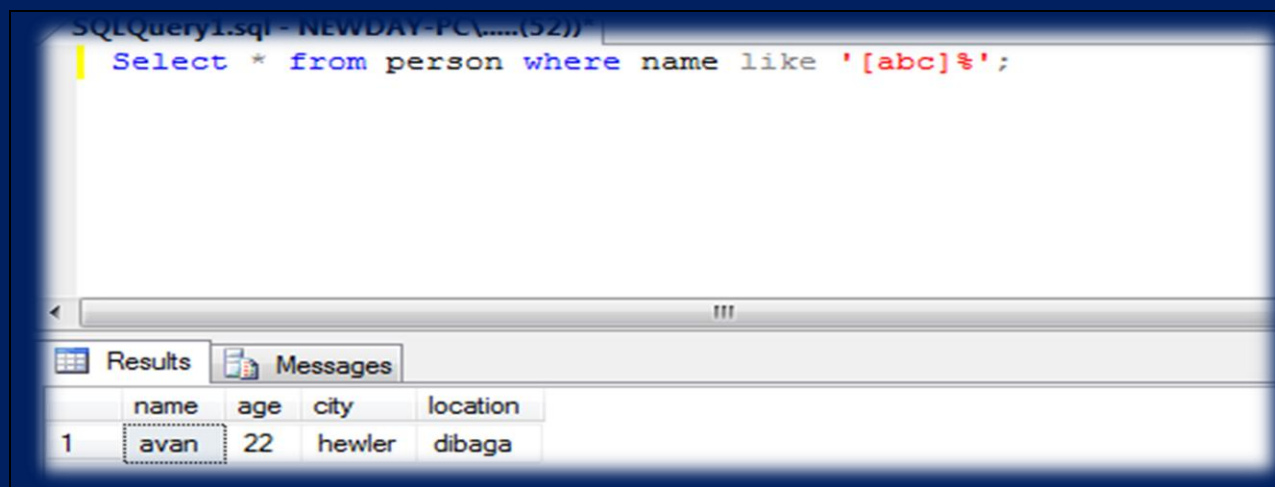 SQLQuery1.sql - NEWDAY-PC\.....(52))*
Select * from person where name like '[abc]%';
Results Messages
name age city location
1 avan 22 hewler dibaga